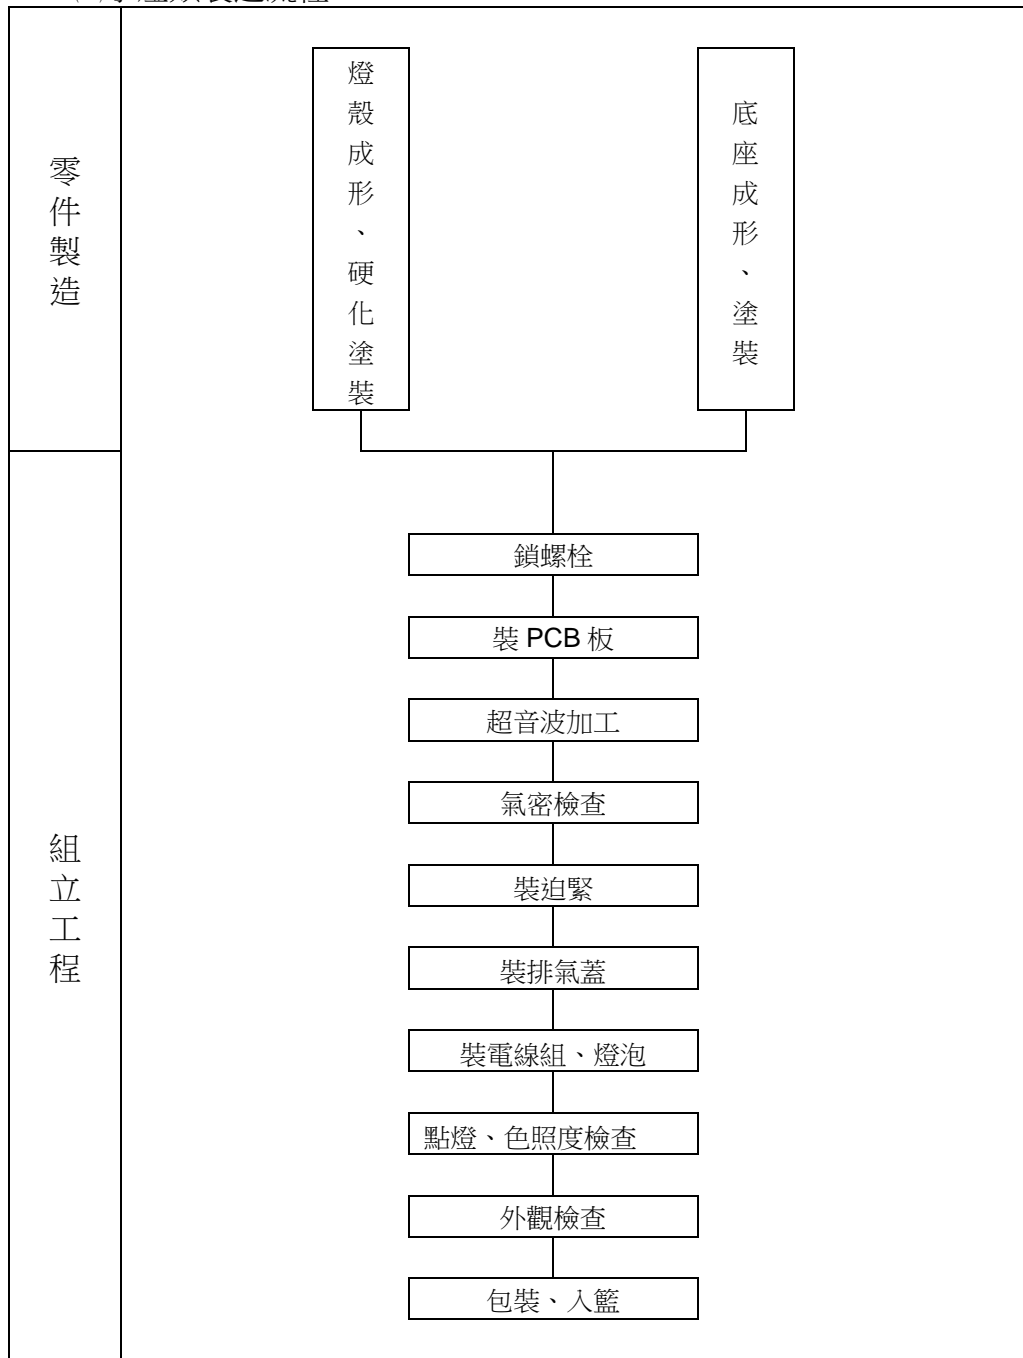 零件製造
燈殼成形、硬化塗裝
底座成形、塗裝
組立工程
鎖螺栓
裝 PCB 板
超音波加工
氣密檢查
裝迫緊
裝排氣蓋
裝電線組、燈泡
點燈、色照度檢查
外觀檢查
包裝、入籃